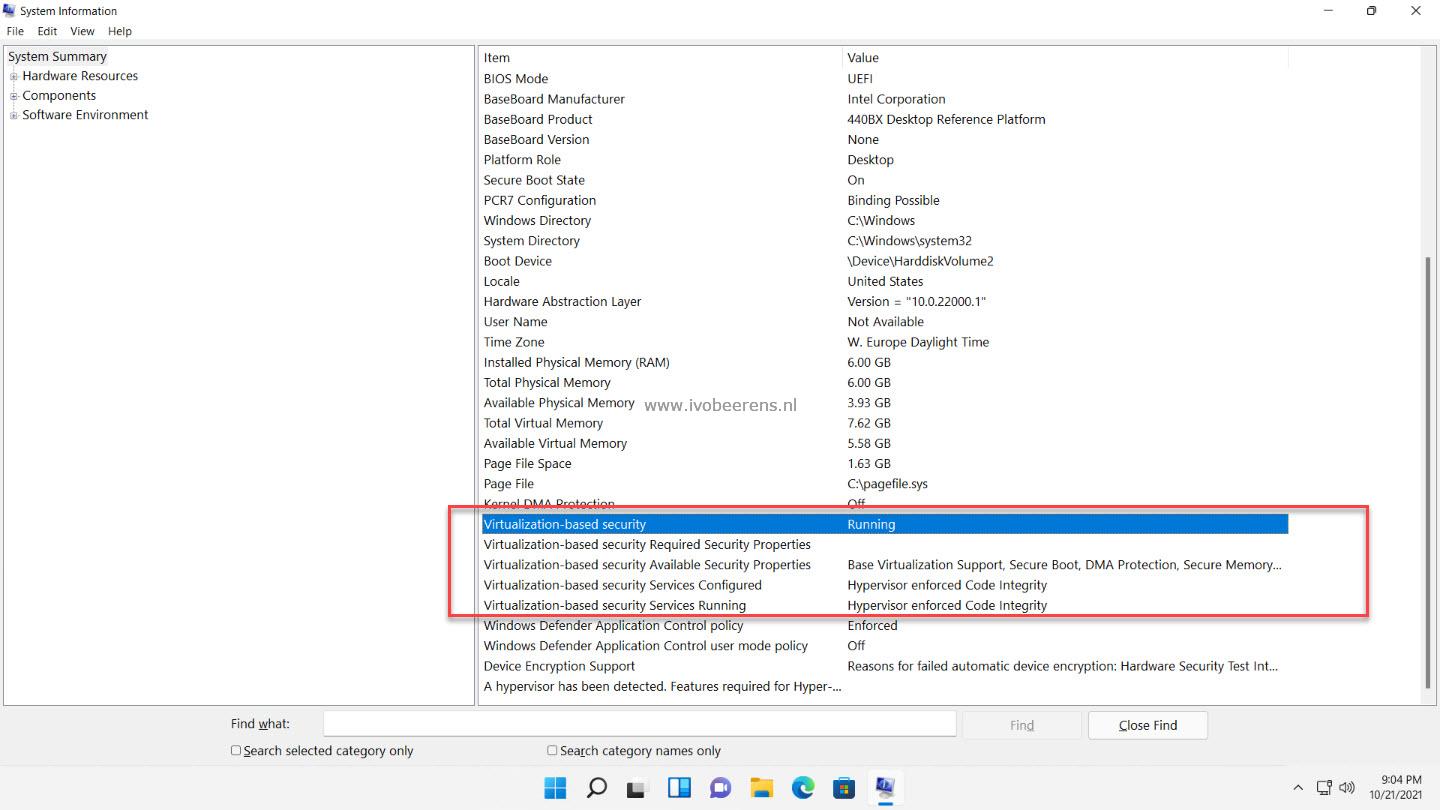 System Information
File Edit View Help
System Summary
Hardware Resources
Components
Software Environment
Item Value
BIOS Mode UEFI
BaseBoard Manufacturer Intel Corporation
BaseBoard Product 440BX Desktop Reference Platform
BaseBoard Version None
Platform Role Desktop
Secure Boot State On
PCR7 Configuration Binding Possible
Windows Directory C:\Windows
System Directory C:\Windows\system32
Boot Device \Device\HarddiskVolume2
Locale United States
Hardware Abstraction Layer Version = "10.0.22000.1"
User Name Not Available
Time Zone W. Europe Daylight Time
Installed Physical Memory (RAM) 6.00 GB
Total Physical Memory 6.00 GB
Available Physical Memory 3.93 GB
www.ivobeerens.nl
Total Virtual Memory 7.62 GB
Available Virtual Memory 5.58 GB
Page File Space 1.63 GB
Page File C:\pagefile.sys
Kernel DMA Protection Off
Virtualization-based security Running
Virtualization-based security Required Security Properties
Virtualization-based security Available Security Properties Base Virtualization Support, Secure Boot, DMA Protection, Secure Memory...
Virtualization-based security Services Configured Hypervisor enforced Code Integrity
Virtualization-based security Services Running Hypervisor enforced Code Integrity
Windows Defender Application Control policy Enforced
Windows Defender Application Control user mode policy Off
Device Encryption Support Reasons for failed automatic device encryption: Hardware Security Test Int...
A hypervisor has been detected. Features required for Hyper-...
Find what: Find Close Find
Search selected category only Search category names only
9:04 PM
10/21/2021